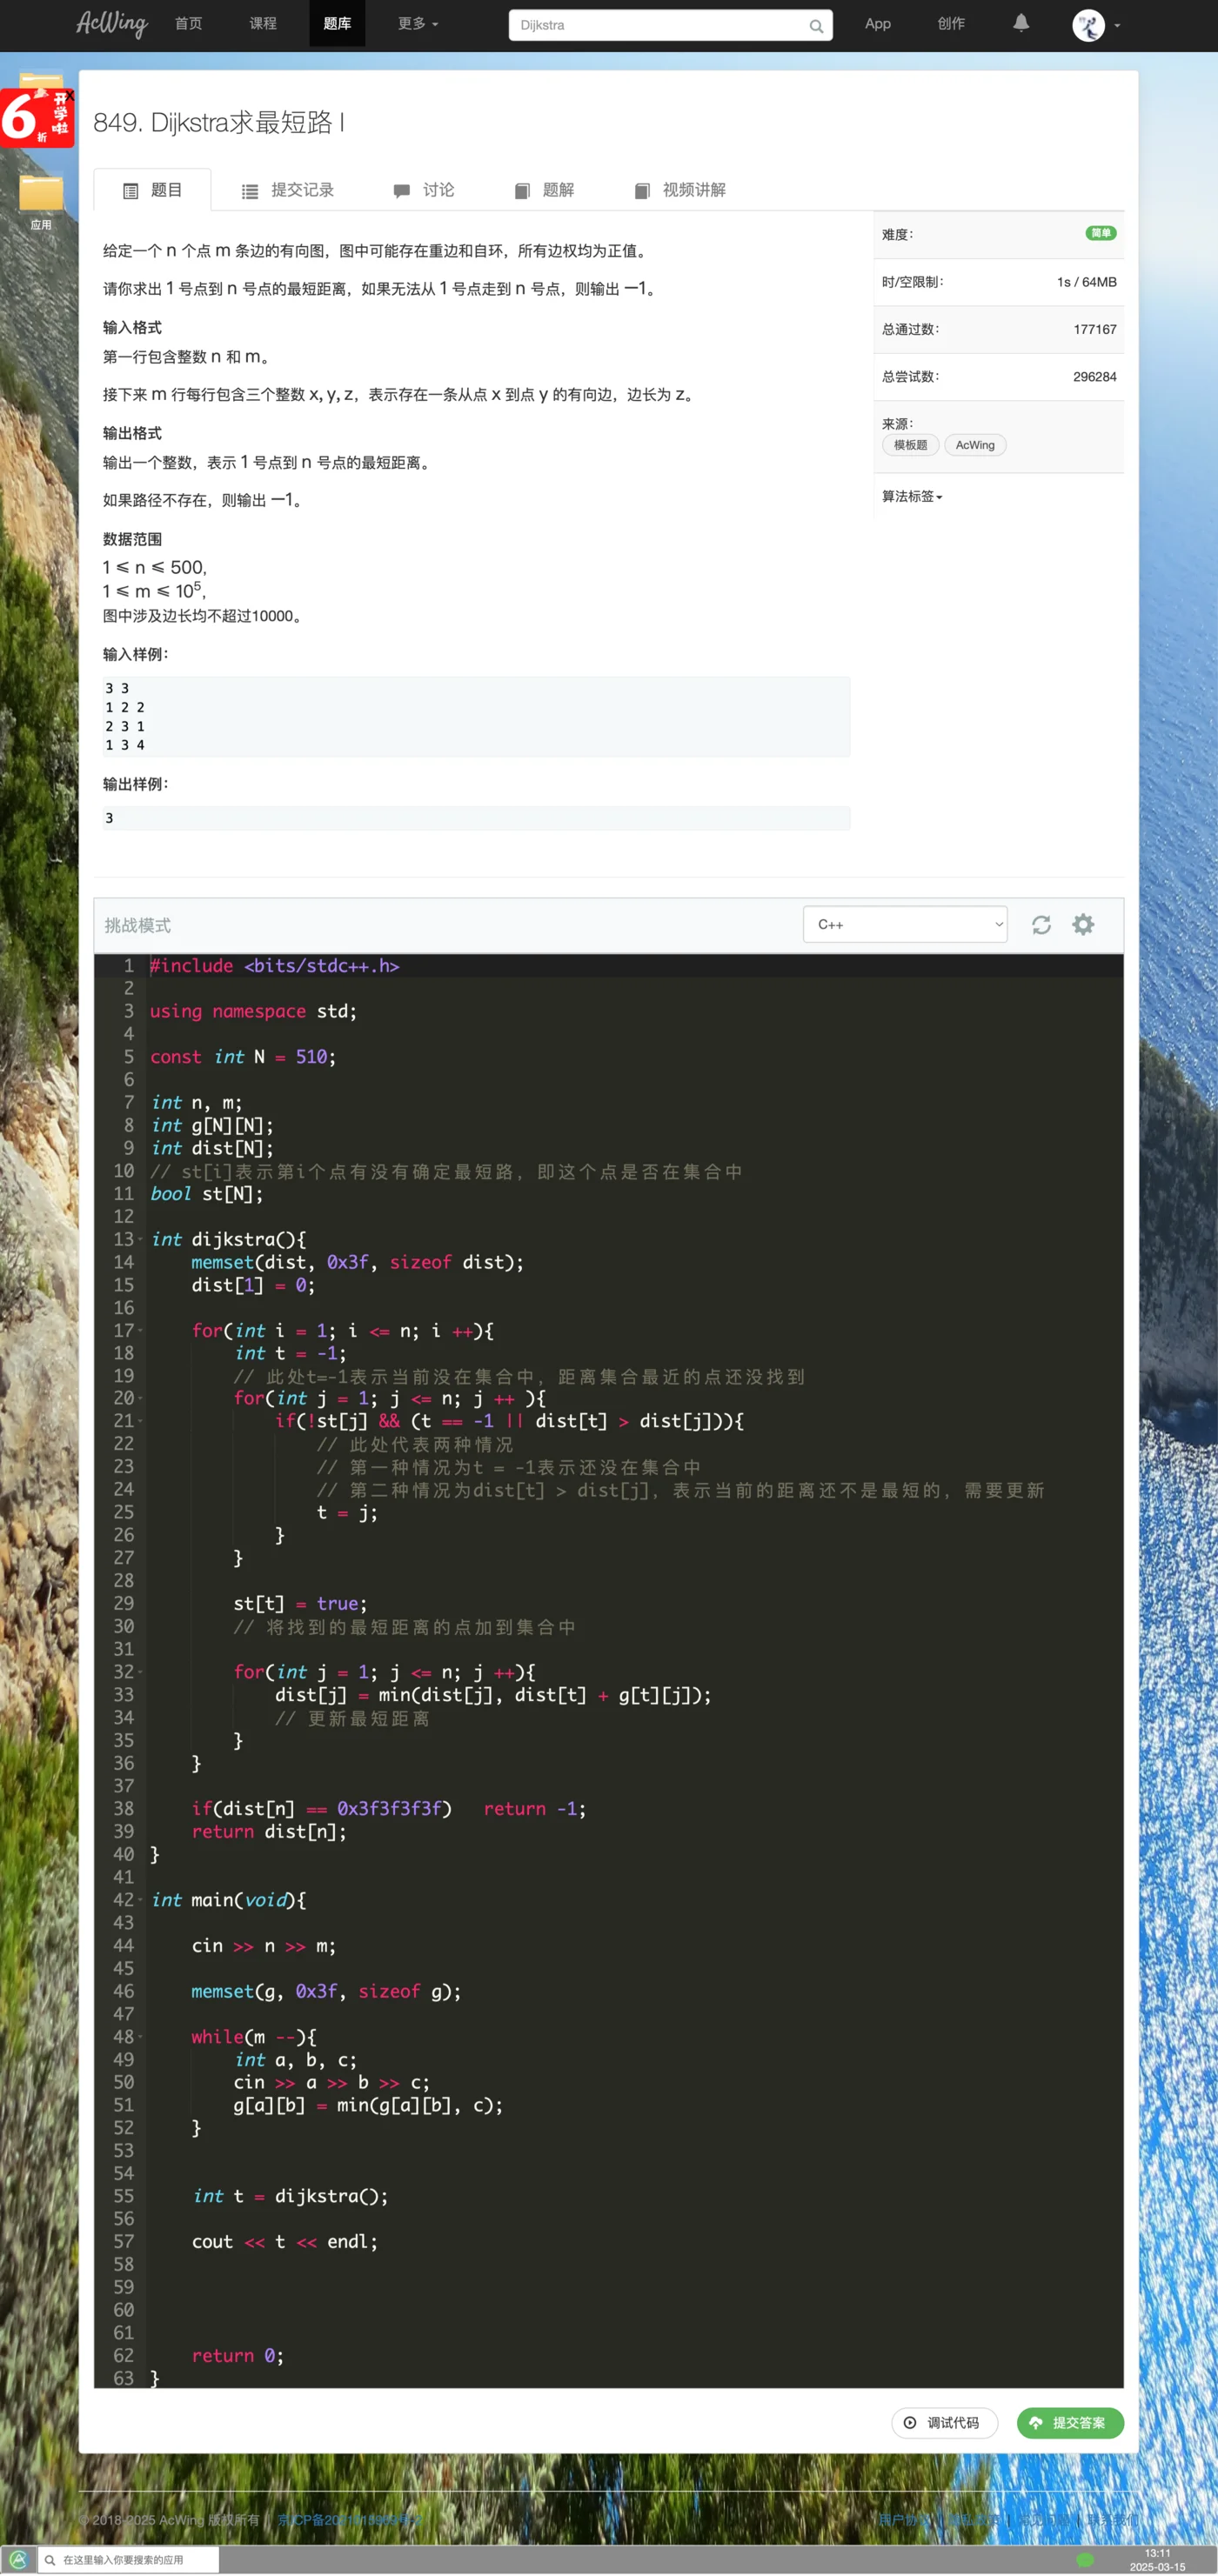 AcWing 首页 课程 题库 更多 Dijkstra App 创作
6折 开学啦 X
应用
849. Dijkstra求最短路 I
题目 提交记录 讨论 题解 视频讲解
给定一个 n 个点 m 条边的有向图，图中可能存在重边和自环，所有边权均为正值。
请你求出 1 号点到 n 号点的最短距离，如果无法从 1 号点走到 n 号点，则输出 −1。
输入格式
第一行包含整数 n 和 m。
接下来 m 行每行包含三个整数 x, y, z，表示存在一条从点 x 到点 y 的有向边，边长为 z。
输出格式
输出一个整数，表示 1 号点到 n 号点的最短距离。
如果路径不存在，则输出 −1。
数据范围
1 ≤ n ≤ 500,
1 ≤ m ≤ 10⁵,
图中涉及边长均不超过10000。
输入样例：
3 3
1 2 2
2 3 1
1 3 4
输出样例：
3
难度： 简单
时/空限制： 1s / 64MB
总通过数： 177167
总尝试数： 296284
来源：
模板题 AcWing
算法标签
挑战模式 C++
1 #include <bits/stdc++.h>
2
3 using namespace std;
4
5 const int N = 510;
6
7 int n, m;
8 int g[N][N];
9 int dist[N];
10 // st[i]表示第i个点有没有确定最短路，即这个点是否在集合中
11 bool st[N];
12
13 int dijkstra(){
14     memset(dist, 0x3f, sizeof dist);
15     dist[1] = 0;
16
17     for(int i = 1; i <= n; i ++){
18         int t = -1;
19         // 此处t=-1表示当前没在集合中，距离集合最近的点还没找到
20         for(int j = 1; j <= n; j ++ ){
21             if(!st[j] && (t == -1 || dist[t] > dist[j])){
22                 // 此处代表两种情况
23                 // 第一种情况为t = -1表示还没在集合中
24                 // 第二种情况为dist[t] > dist[j]，表示当前的距离还不是最短的，需要更新
25                 t = j;
26             }
27         }
28
29         st[t] = true;
30         // 将找到的最短距离的点加到集合中
31
32         for(int j = 1; j <= n; j ++){
33             dist[j] = min(dist[j], dist[t] + g[t][j]);
34             // 更新最短距离
35         }
36     }
37
38     if(dist[n] == 0x3f3f3f3f)   return -1;
39     return dist[n];
40 }
41
42 int main(void){
43
44     cin >> n >> m;
45
46     memset(g, 0x3f, sizeof g);
47
48     while(m --){
49         int a, b, c;
50         cin >> a >> b >> c;
51         g[a][b] = min(g[a][b], c);
52     }
53
54
55     int t = dijkstra();
56
57     cout << t << endl;
58
59
60
61
62     return 0;
63 }
调试代码 提交答案
© 2018-2025 AcWing 版权所有 |
在这里输入你要搜索的应用
13:11
2025-03-15